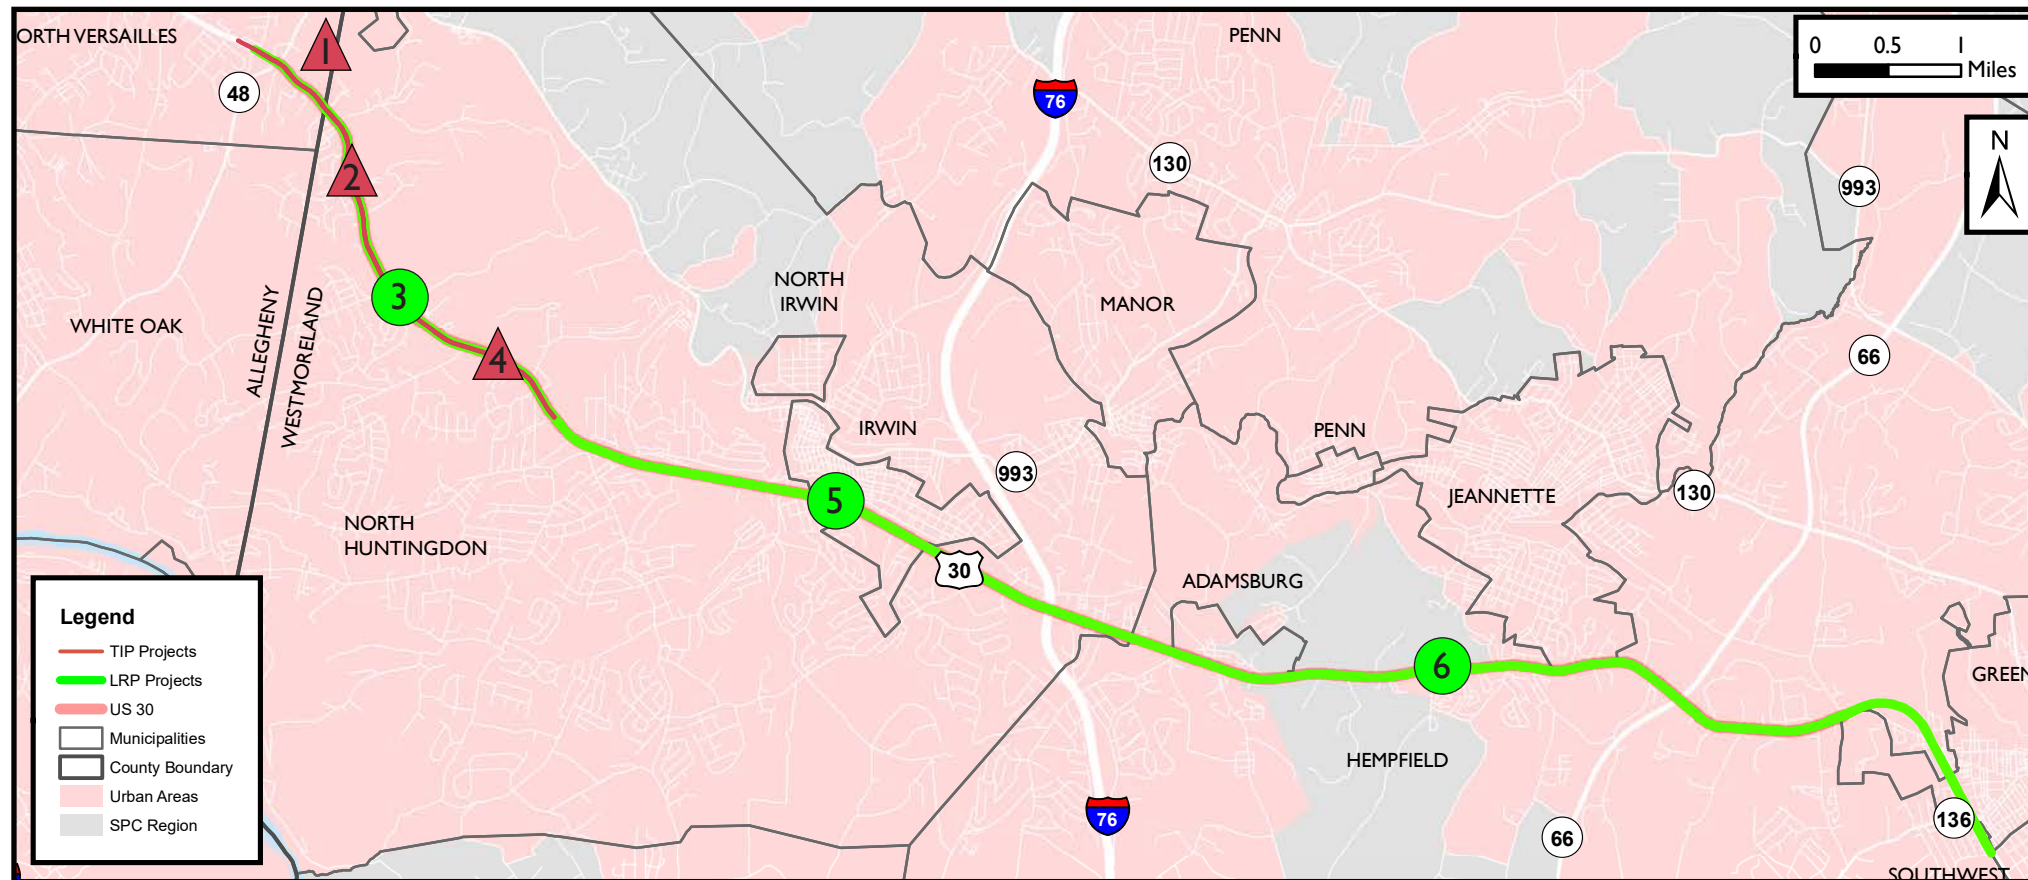 ORTH VERSAILLES
1
PENN
0 0.5 1
Miles
48
76
N
130
2
993
ALLEGHENY
WESTMORELAND
3
NORTH
IRWIN
MANOR
WHITE OAK
4
66
IRWIN
PENN
993
5
JEANNETTE
130
NORTH
HUNTINGDON
30
ADAMSBURG
6
GREEN
HEMPFIELD
76
66
136
SOUTHWEST
Legend
TIP Projects
LRP Projects
US 30
Municipalities
County Boundary
Urban Areas
SPC Region